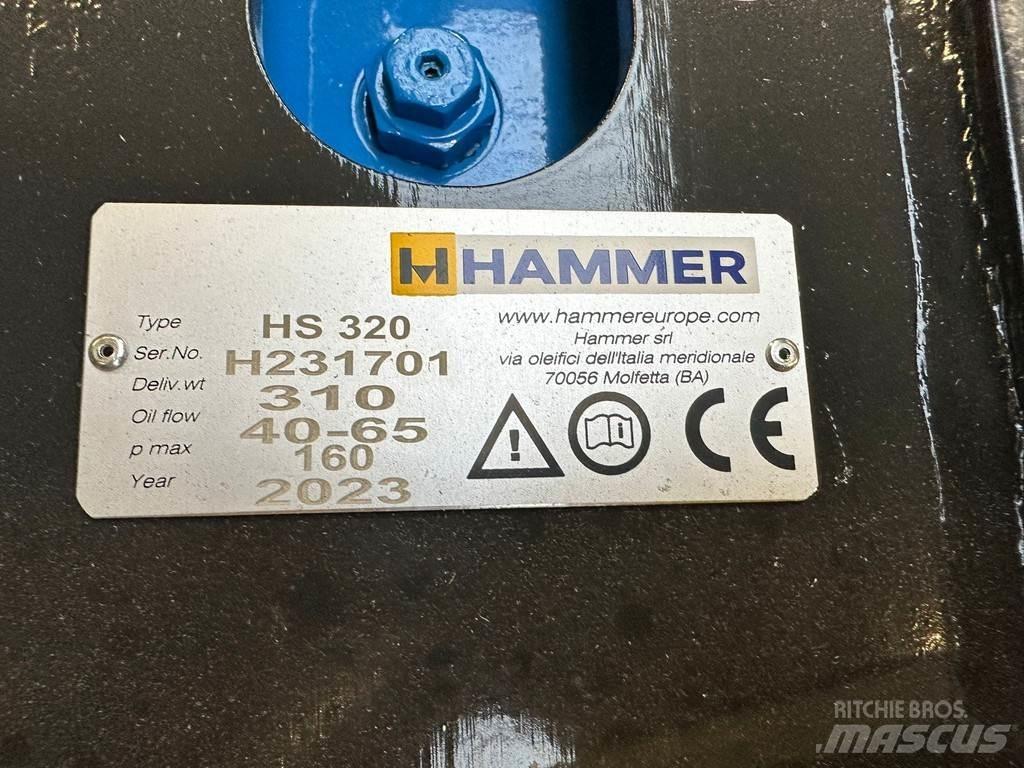 HAMMER
Type HS 320
Ser.No. H231701
Deliv.wt 310
Oil flow 40-65
p max 160
Year 2023
www.hammereurope.com
Hammer srl
via oleifici dell'Italia meridionale
70056 Molfetta (BA)
CE
RITCHIE BROS.
MASCUS